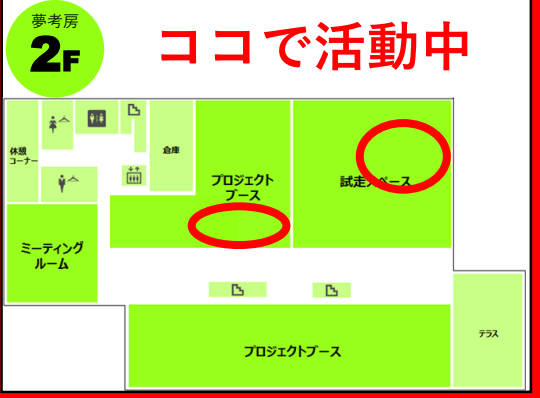 夢考房
2F
ココで活動中
休憩
コーナー
倉庫
プロジェクト
ブース
試走スペース
ミーティング
ルーム
プロジェクトブース
テラス